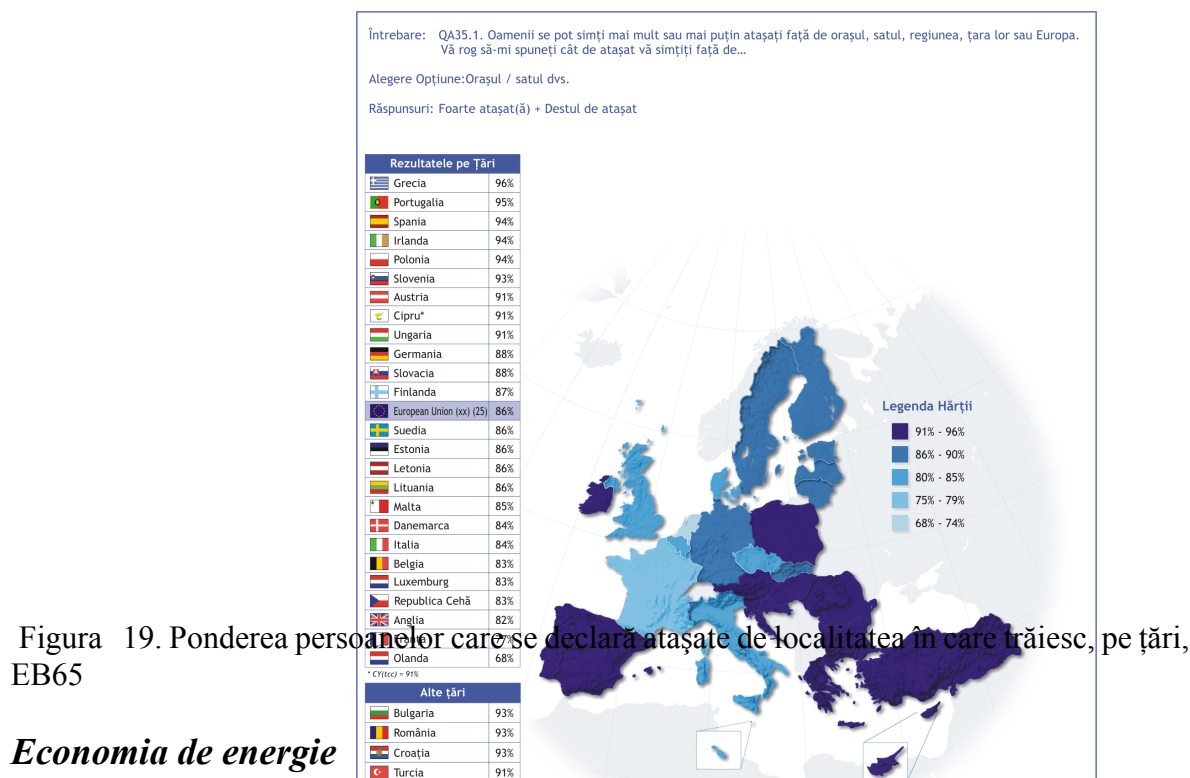 Întrebare: QA35.1. Oamenii se pot simți mai mult sau mai puțin atașați față de orașul, satul, regiunea, țara lor sau Europa.
Vă rog să-mi spuneți cât de atașat vă simțiți față de…
Alegere Opțiune:Orașul / satul dvs.
Răspunsuri: Foarte atașat(ă) + Destul de atașat
Rezultatele pe Țări
Grecia 96%
Portugalia 95%
Spania 94%
Irlanda 94%
Polonia 94%
Slovenia 93%
Austria 91%
Cipru* 91%
Ungaria 91%
Germania 88%
Slovacia 88%
Finlanda 87%
European Union (xx) (25) 86%
Suedia 86%
Estonia 86%
Letonia 86%
Lituania 86%
Malta 85%
Danemarca 84%
Italia 84%
Belgia 83%
Luxemburg 83%
Republica Cehă 83%
Anglia 82%
Franța 77%
Olanda 68%
* CY(tcc) = 91%
Alte țări
Bulgaria 93%
România 93%
Croația 93%
Turcia 91%
Legenda Hărții
91% - 96%
86% - 90%
80% - 85%
75% - 79%
68% - 74%
Figura 19. Ponderea persoanelor care se declară atașate de localitatea în care trăiesc, pe țări,
EB65
Economia de energie